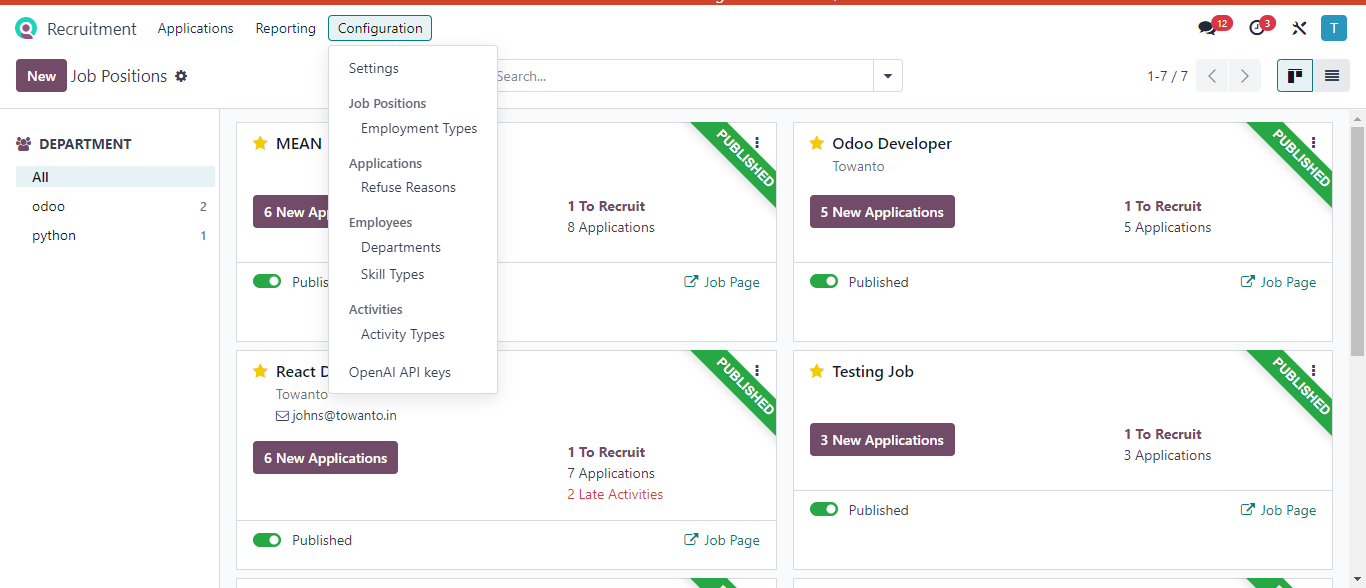 Recruitment Applications Reporting Configuration 12 3 T
New Job Positions Search... 1-7 / 7
Settings
Job Positions
Employment Types
Applications
Refuse Reasons
Employees
Departments
Skill Types
Activities
Activity Types
OpenAI API keys
DEPARTMENT
All
odoo 2
python 1
MEAN
PUBLISHED
6 New App
1 To Recruit
8 Applications
Publis
Job Page
Odoo Developer
PUBLISHED
Towanto
5 New Applications
1 To Recruit
5 Applications
Published
Job Page
React D
PUBLISHED
Towanto
johns@towanto.in
6 New Applications
1 To Recruit
7 Applications
2 Late Activities
Published
Job Page
Testing Job
PUBLISHED
3 New Applications
1 To Recruit
3 Applications
Published
Job Page